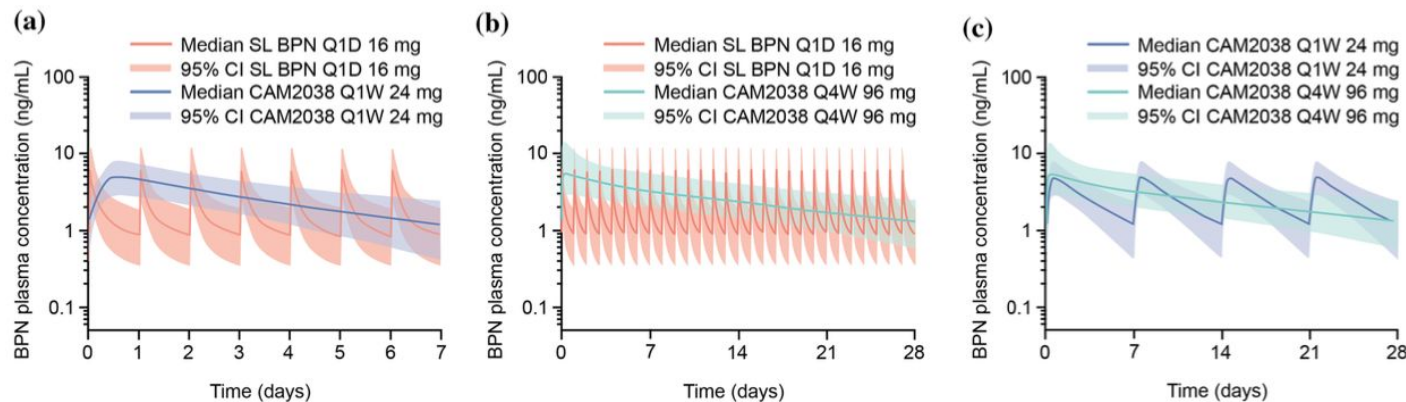 (a)
Median SL BPN Q1D 16 mg
95% CI SL BPN Q1D 16 mg
Median CAM2038 Q1W 24 mg
95% CI CAM2038 Q1W 24 mg
BPN plasma concentration (ng/mL)
100
10
1
0.1
0 1 2 3 4 5 6 7
Time (days)
(b)
Median SL BPN Q1D 16 mg
95% CI SL BPN Q1D 16 mg
Median CAM2038 Q4W 96 mg
95% CI CAM2038 Q4W 96 mg
BPN plasma concentration (ng/mL)
100
10
1
0.1
0 7 14 21 28
Time (days)
(c)
Median CAM2038 Q1W 24 mg
95% CI CAM2038 Q1W 24 mg
Median CAM2038 Q4W 96 mg
95% CI CAM2038 Q4W 96 mg
BPN plasma concentration (ng/mL)
100
10
1
0.1
0 7 14 21 28
Time (days)